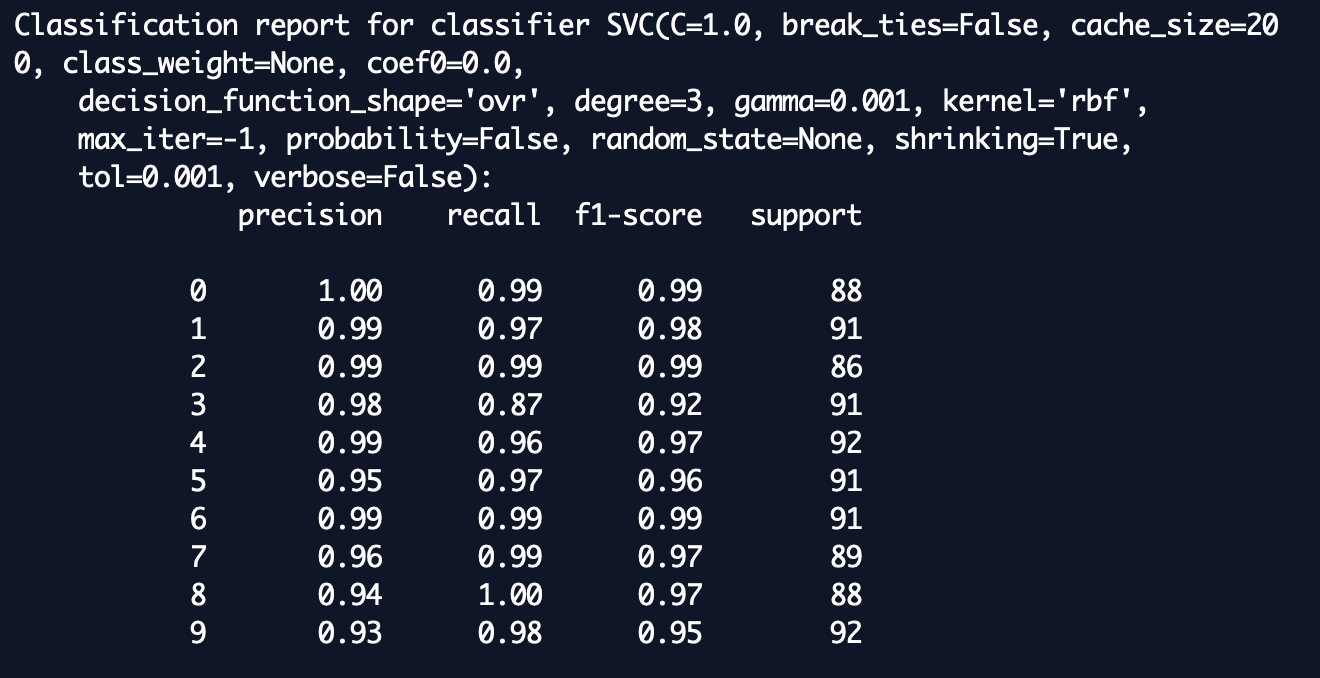 Classification report for classifier SVC(C=1.0, break_ties=False, cache_size=20
0, class_weight=None, coef0=0.0,
    decision_function_shape='ovr', degree=3, gamma=0.001, kernel='rbf',
    max_iter=-1, probability=False, random_state=None, shrinking=True,
    tol=0.001, verbose=False):
              precision    recall  f1-score   support

           0       1.00      0.99      0.99        88
           1       0.99      0.97      0.98        91
           2       0.99      0.99      0.99        86
           3       0.98      0.87      0.92        91
           4       0.99      0.96      0.97        92
           5       0.95      0.97      0.96        91
           6       0.99      0.99      0.99        91
           7       0.96      0.99      0.97        89
           8       0.94      1.00      0.97        88
           9       0.93      0.98      0.95        92